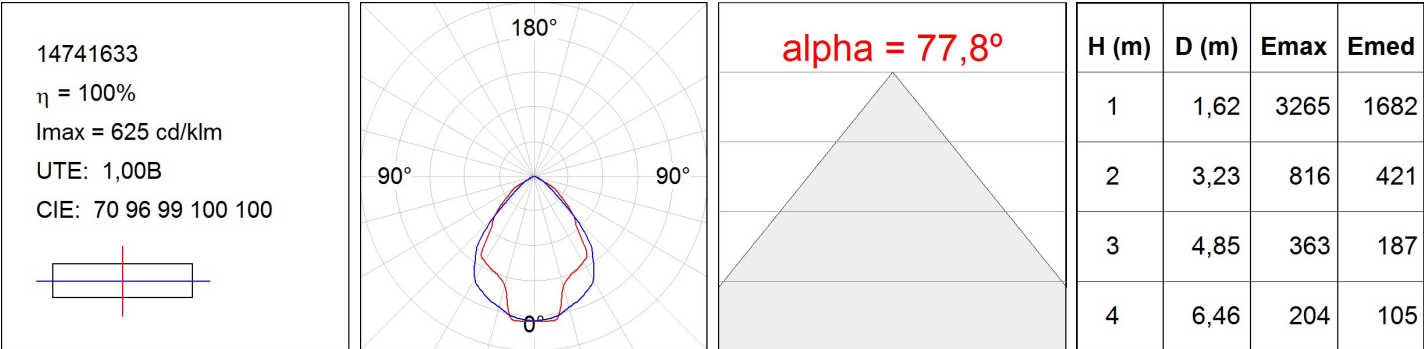 14741633
η = 100%
Imax = 625 cd/klm
UTE: 1,00B
CIE: 70 96 99 100 100
180°
90° 90°
0°
alpha = 77,8º
H (m) D (m) Emax Emed
1 1,62 3265 1682
2 3,23 816 421
3 4,85 363 187
4 6,46 204 105